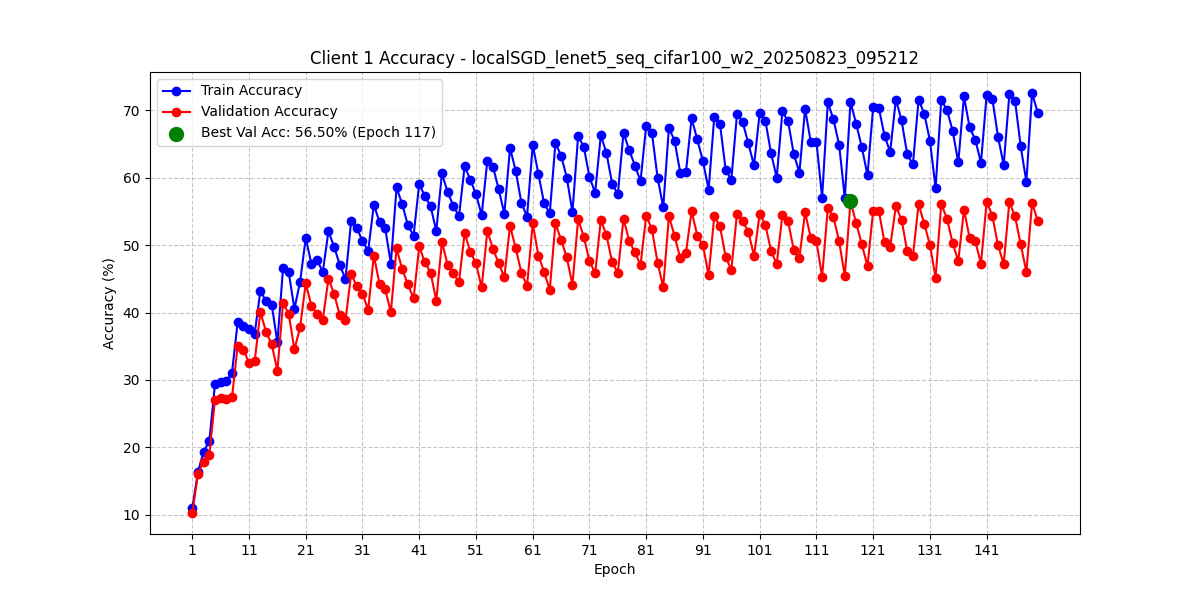 Client 1 Accuracy - localSGD_lenet5_seq_cifar100_w2_20250823_095212
Train Accuracy
Validation Accuracy
Best Val Acc: 56.50% (Epoch 117)
Accuracy (%)
70
60
50
40
30
20
10
1 11 21 31 41 51 61 71 81 91 101 111 121 131 141
Epoch